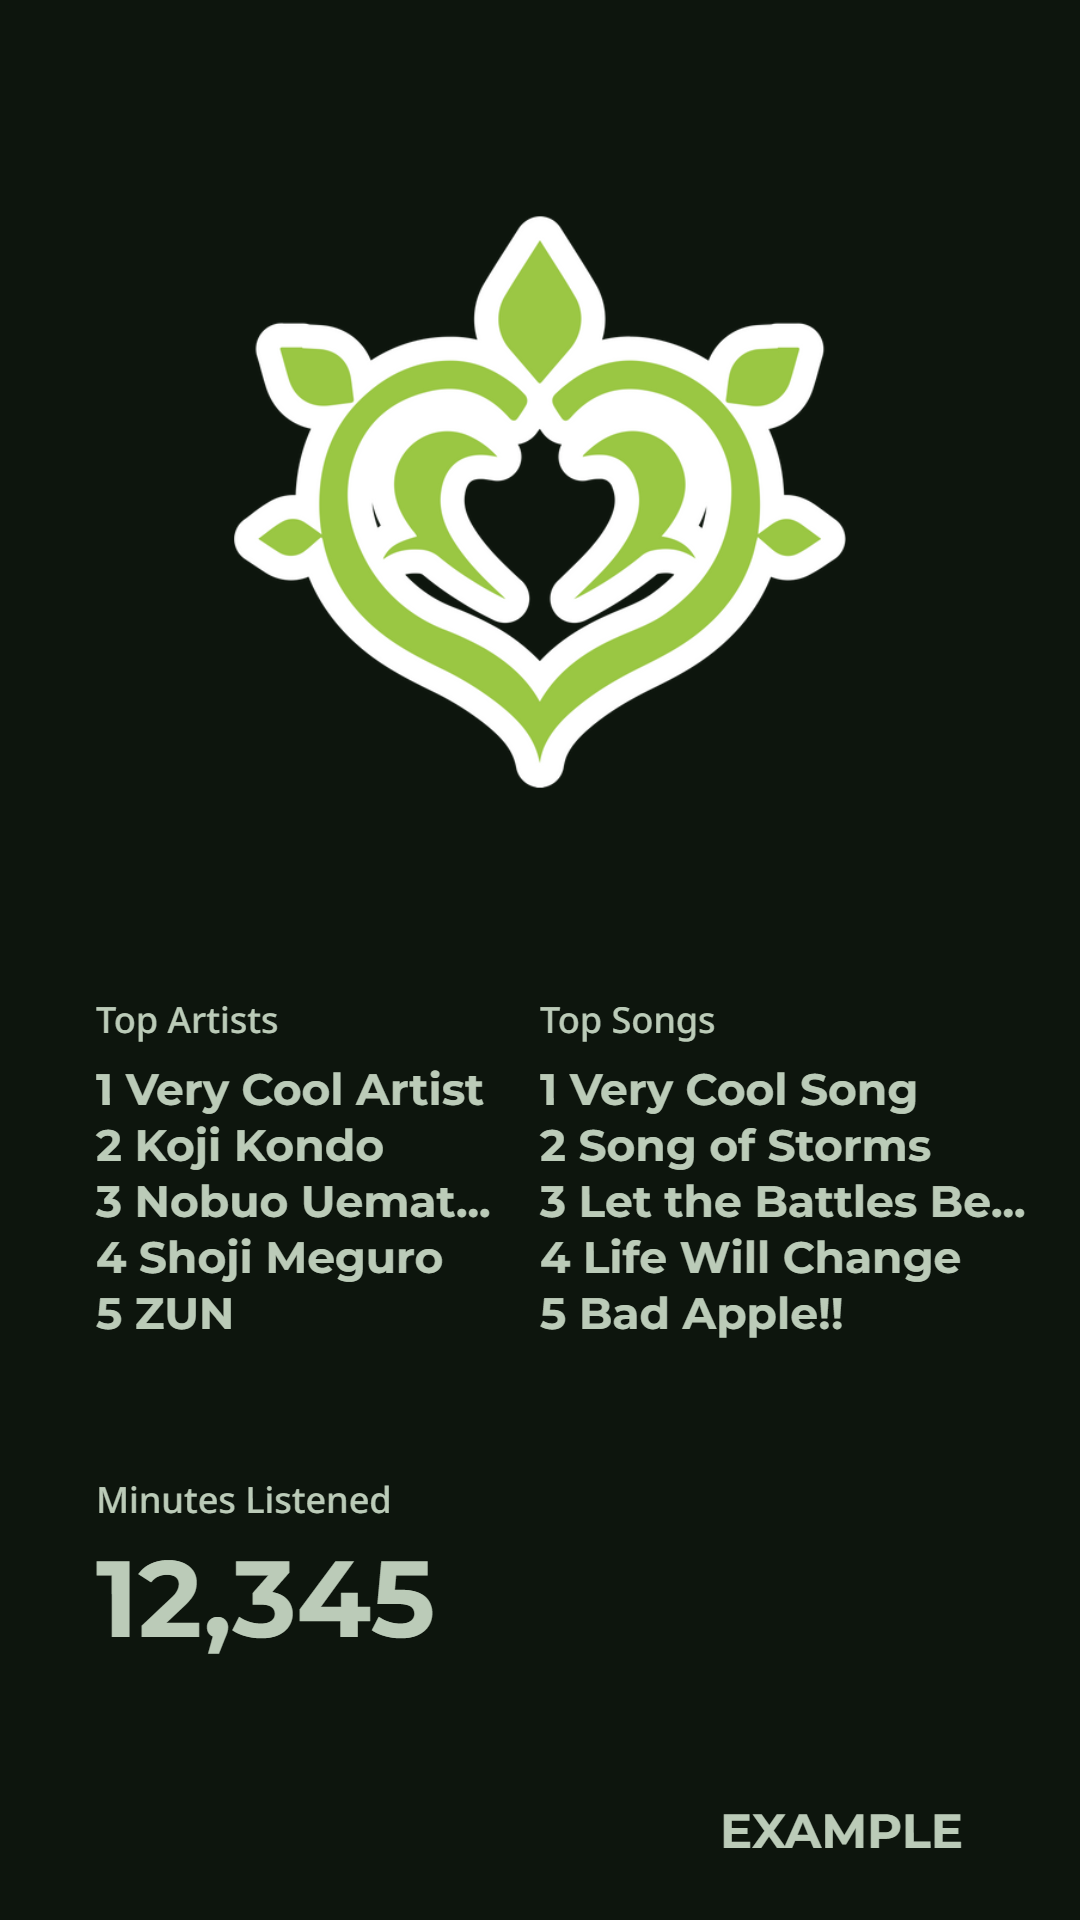 Top Artists
1 Very Cool Artist
2 Koji Kondo
3 Nobuo Uemat...
4 Shoji Meguro
5 ZUN
Top Songs
1 Very Cool Song
2 Song of Storms
3 Let the Battles Be...
4 Life Will Change
5 Bad Apple!!
Minutes Listened
12,345
EXAMPLE